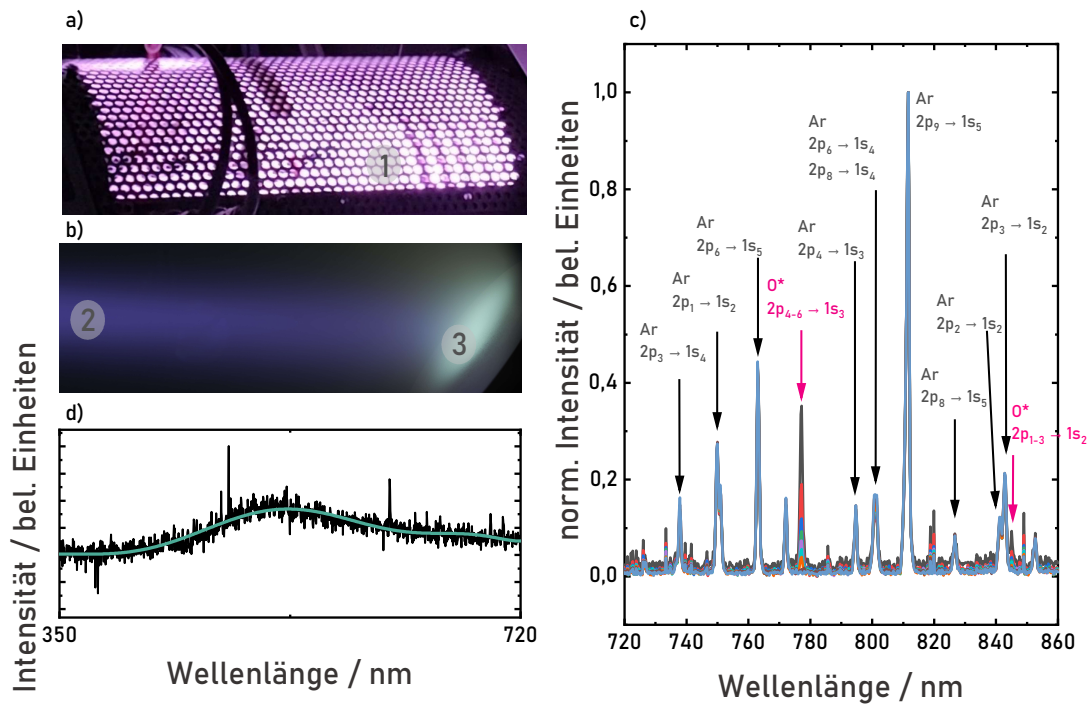 a)
1
b)
2
3
d)
Intensität / bel. Einheiten
350
720
Wellenlänge / nm
c)
norm. Intensität / bel. Einheiten
1,0
0,8
0,6
0,4
0,2
0,0
Ar
2p₃ → 1s₄
Ar
2p₁ → 1s₂
Ar
2p₆ → 1s₅
O*
2p₄₋₆ → 1s₃
Ar
2p₄ → 1s₃
Ar
2p₆ → 1s₄
2p₈ → 1s₄
Ar
2p₉ → 1s₅
Ar
2p₈ → 1s₅
Ar
2p₂ → 1s₂
Ar
2p₃ → 1s₂
O*
2p₁₋₃ → 1s₂
720
740
760
780
800
820
840
860
Wellenlänge / nm